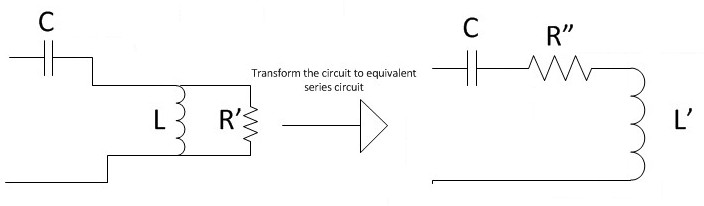 C
L
R'
Transform the circuit to equivalent
series circuit
C
R”
L'